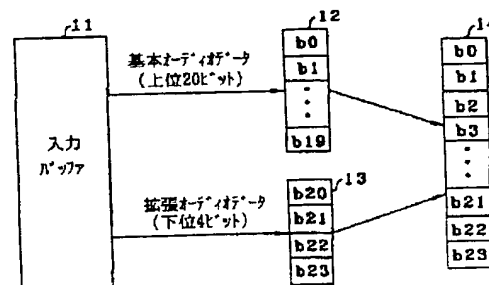 11
入力
バッファ
基本オーディオデータ
(上位20ビット)
拡張オーディオデータ
(下位4ビット)
12
b0
b1
b19
13
b20
b21
b22
b23
14
b0
b1
b2
b3
b21
b22
b23